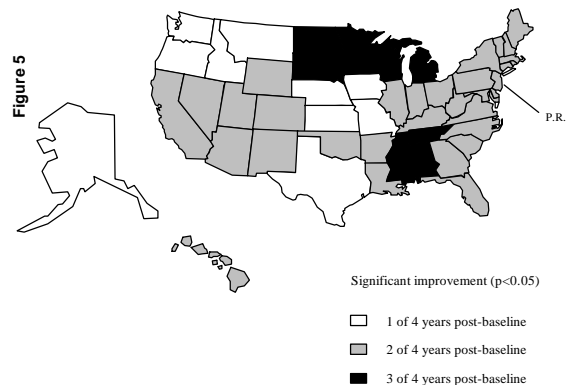 Figure 5
P.R.
Significant improvement (p<0.05)
1 of 4 years post-baseline
2 of 4 years post-baseline
3 of 4 years post-baseline